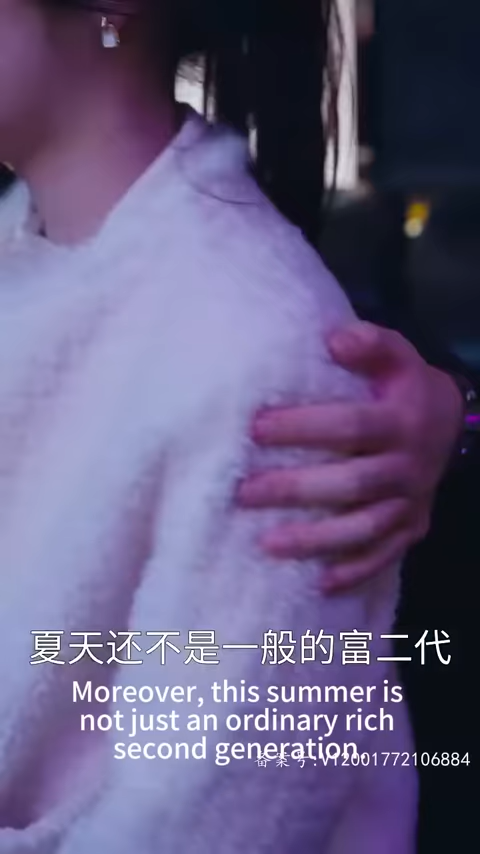 夏天还不是一般的富二代
Moreover, this summer is
not just an ordinary rich
second generation.
备案号:V12001772106884